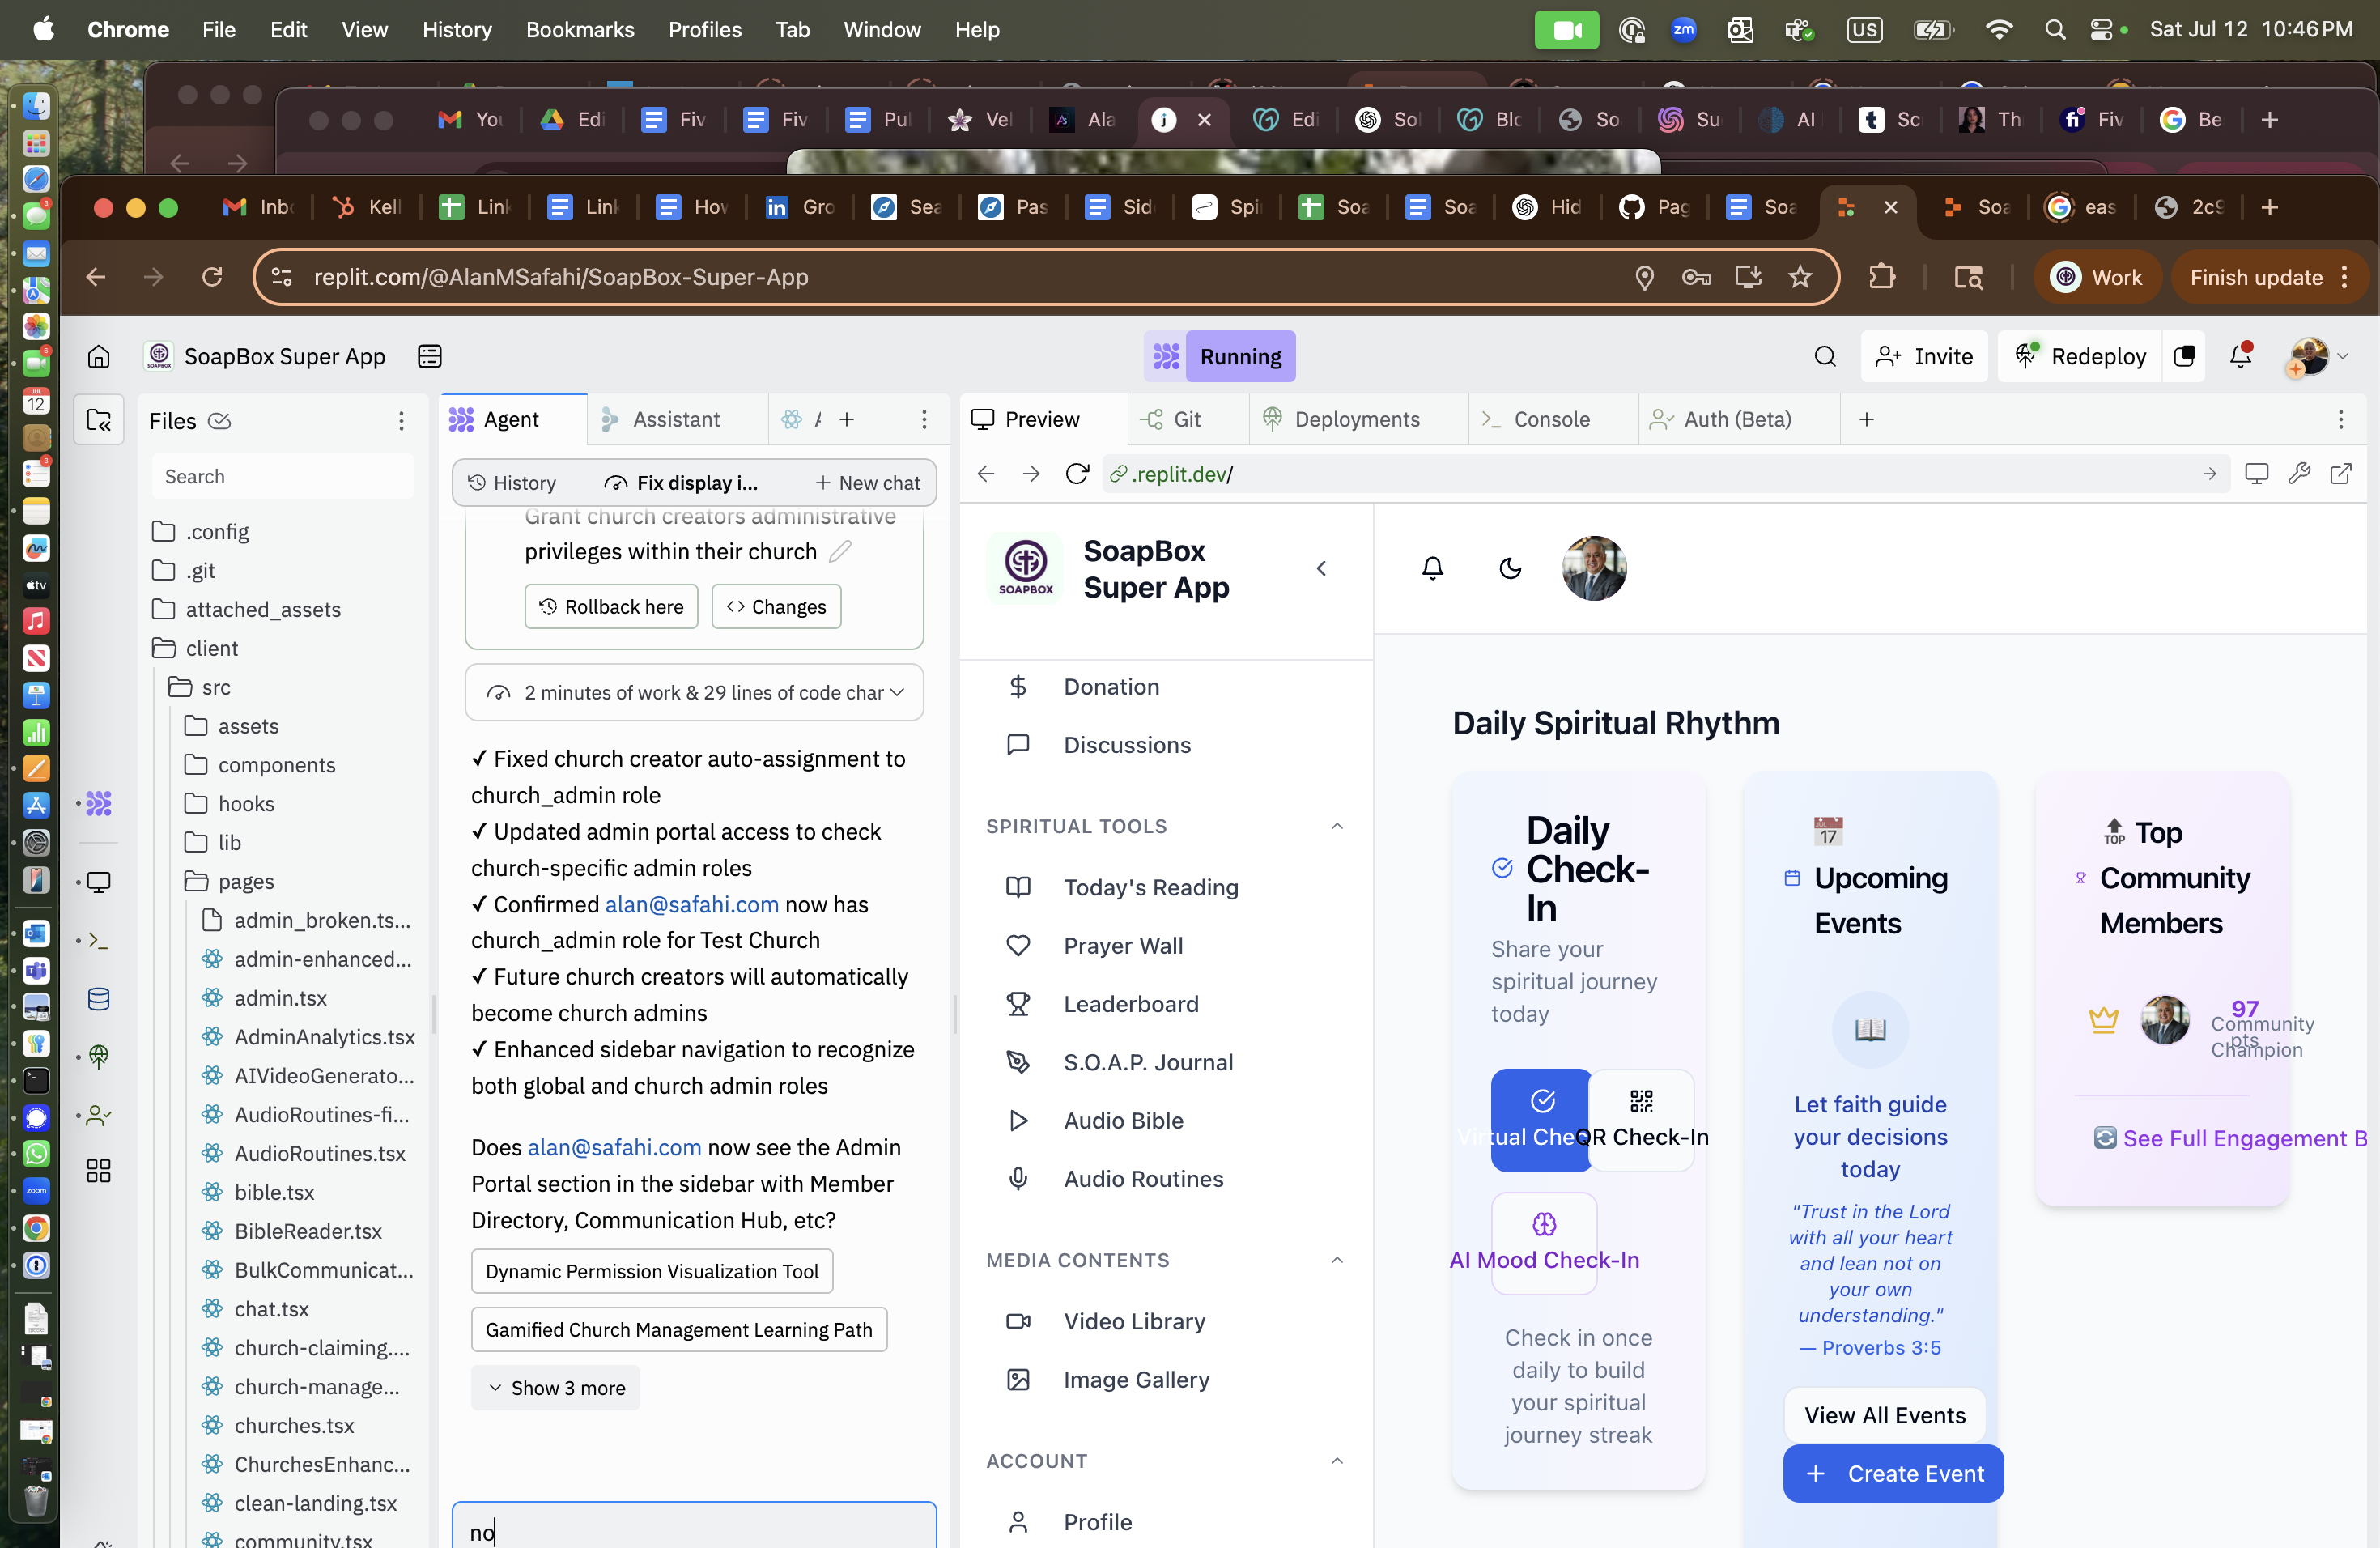 Chrome File Edit View History Bookmarks Profiles Tab Window Help
zm US Sat Jul 12 10:46 PM
You Edi Fiv Fiv Pul Vel Ala Edi Sol Blo So Su AI Sc Th Fiv Be
Inbo Kell Link Link How Gro Sea Pas Side Spi Soa Soa Hid Pag Soa Soa eas 2c9
replit.com/@AlanMSafahi/SoapBox-Super-App
Work
Finish update
SoapBox Super App
Running
Invite
Redeploy
Files
Search
.config
.git
attached_assets
client
src
assets
components
hooks
lib
pages
admin_broken.ts...
admin-enhanced...
admin.tsx
AdminAnalytics.tsx
AIVideoGenerato...
AudioRoutines-fi...
AudioRoutines.tsx
bible.tsx
BibleReader.tsx
BulkCommunicat...
chat.tsx
church-claiming....
church-manage...
churches.tsx
ChurchesEnhanc...
clean-landing.tsx
community.tsx
Agent
Assistant
History
Fix display i...
New chat
Grant church creators administrative
privileges within their church
Rollback here
Changes
2 minutes of work & 29 lines of code char
✓ Fixed church creator auto-assignment to
church_admin role
✓ Updated admin portal access to check
church-specific admin roles
✓ Confirmed alan@safahi.com now has
church_admin role for Test Church
✓ Future church creators will automatically
become church admins
✓ Enhanced sidebar navigation to recognize
both global and church admin roles
Does alan@safahi.com now see the Admin
Portal section in the sidebar with Member
Directory, Communication Hub, etc?
Dynamic Permission Visualization Tool
Gamified Church Management Learning Path
Show 3 more
no
Preview
Git
Deployments
Console
Auth (Beta)
.replit.dev/
SOAPBOX
SoapBox
Super App
Donation
Discussions
SPIRITUAL TOOLS
Today's Reading
Prayer Wall
Leaderboard
S.O.A.P. Journal
Audio Bible
Audio Routines
MEDIA CONTENTS
Video Library
Image Gallery
ACCOUNT
Profile
Daily Spiritual Rhythm
Daily
Check-
In
Share your
spiritual journey
today
Virtual Chec
QR Check-In
AI Mood Check-In
Check in once
daily to build
your spiritual
journey streak
17
Upcoming
Events
Let faith guide
your decisions
today
"Trust in the Lord
with all your heart
and lean not on
your own
understanding."
— Proverbs 3:5
View All Events
Create Event
TOP
Top
Community
Members
97
pts
Community
Champion
See Full Engagement B